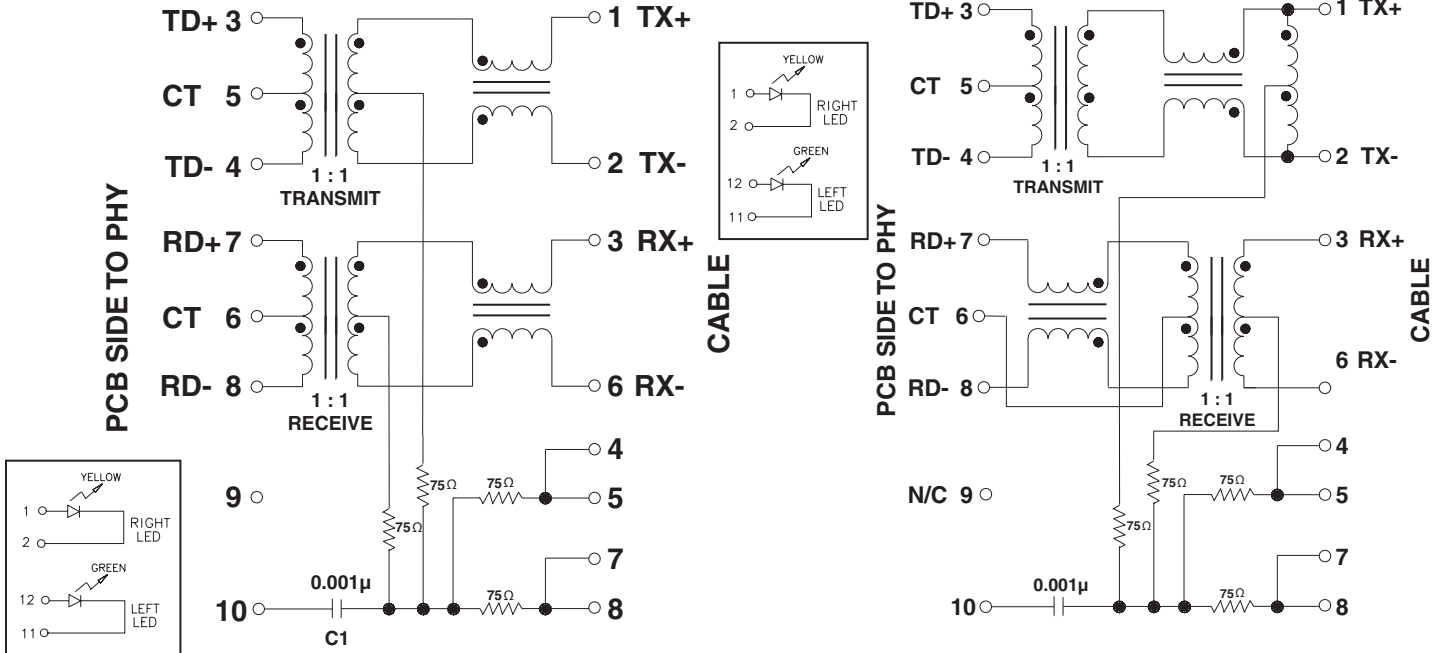 TD+ 3
1 TX+
CT 5
TD- 4
2 TX-
1 : 1
TRANSMIT
PCB SIDE TO PHY
RD+ 7
3 RX+
CT 6
RD- 8
6 RX-
1 : 1
RECEIVE
CABLE
4
9
75Ω
75Ω
5
75Ω
7
0.001µ
75Ω
10
8
C1
YELLOW
1
2
RIGHT
LED
GREEN
12
11
LEFT
LED
YELLOW
1
2
RIGHT
LED
GREEN
12
11
LEFT
LED
TD+ 3
1 TX+
CT 5
TD- 4
2 TX-
1 : 1
TRANSMIT
PCB SIDE TO PHY
RD+ 7
3 RX+
CT 6
6 RX-
RD- 8
1 : 1
RECEIVE
CABLE
4
N/C 9
75Ω
75Ω
5
75Ω
7
0.001µ
75Ω
10
8